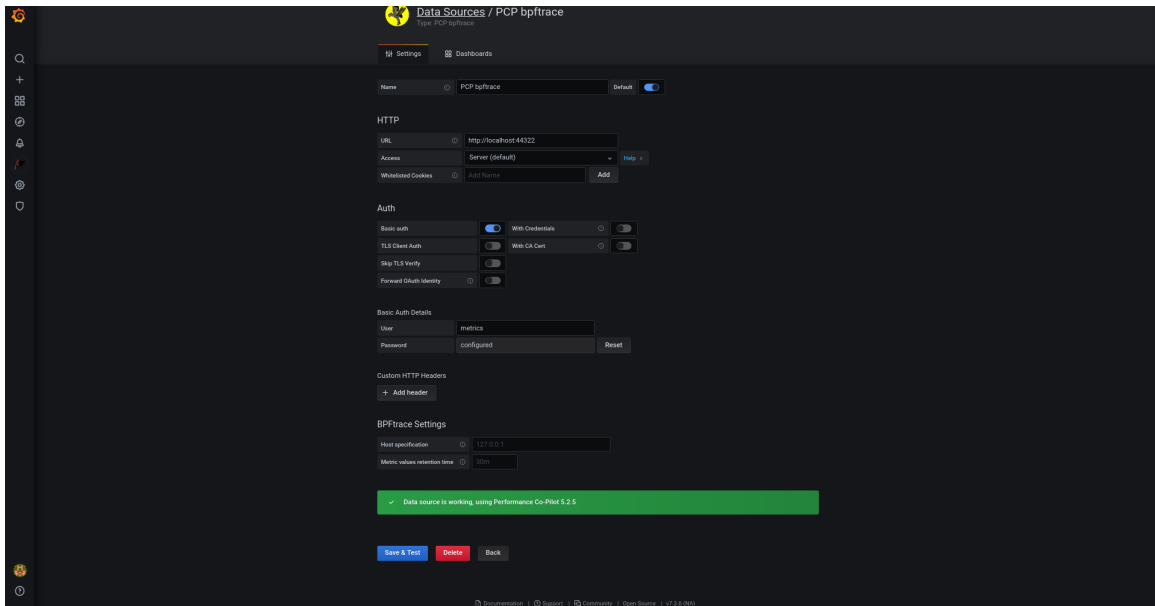 Data Sources / PCP bpftrace
Type: PCP bpftrace
Settings Dashboards
Name PCP bpftrace Default
HTTP
URL http://localhost:44322
Access Server (default) Help ›
Whitelisted Cookies Add Name Add
Auth
Basic auth With Credentials
TLS Client Auth With CA Cert
Skip TLS Verify
Forward OAuth Identity
Basic Auth Details
User metrics
Password configured Reset
Custom HTTP Headers
+ Add header
BPFtrace Settings
Host specification 127.0.0.1
Metric values retention time 30m
Data source is working, using Performance Co-Pilot 5.2.5
Save & Test Delete Back
Documentation | Support | Community | Open Source | v7.3.6 (NA)